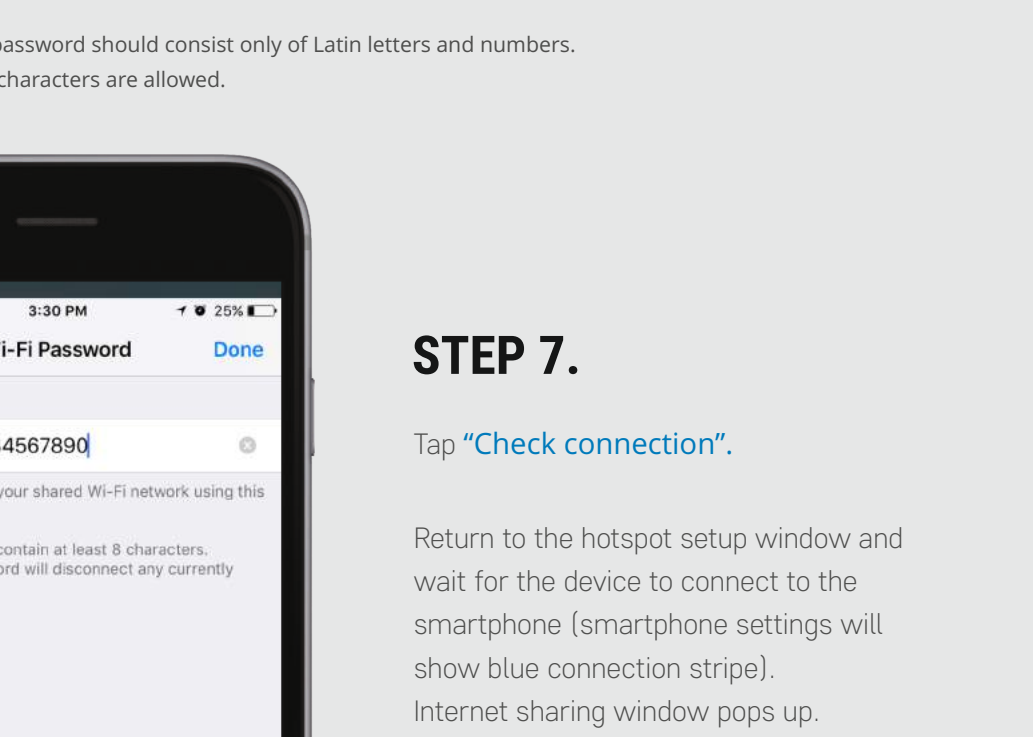 password should consist only of Latin letters and numbers.
characters are allowed.
3:30 PM 25%
i-Fi Password Done
4567890
your shared Wi-Fi network using this
contain at least 8 characters.
ord will disconnect any currently
STEP 7.
Tap “Check connection”.
Return to the hotspot setup window and
wait for the device to connect to the
smartphone (smartphone settings will
show blue connection stripe).
Internet sharing window pops up.